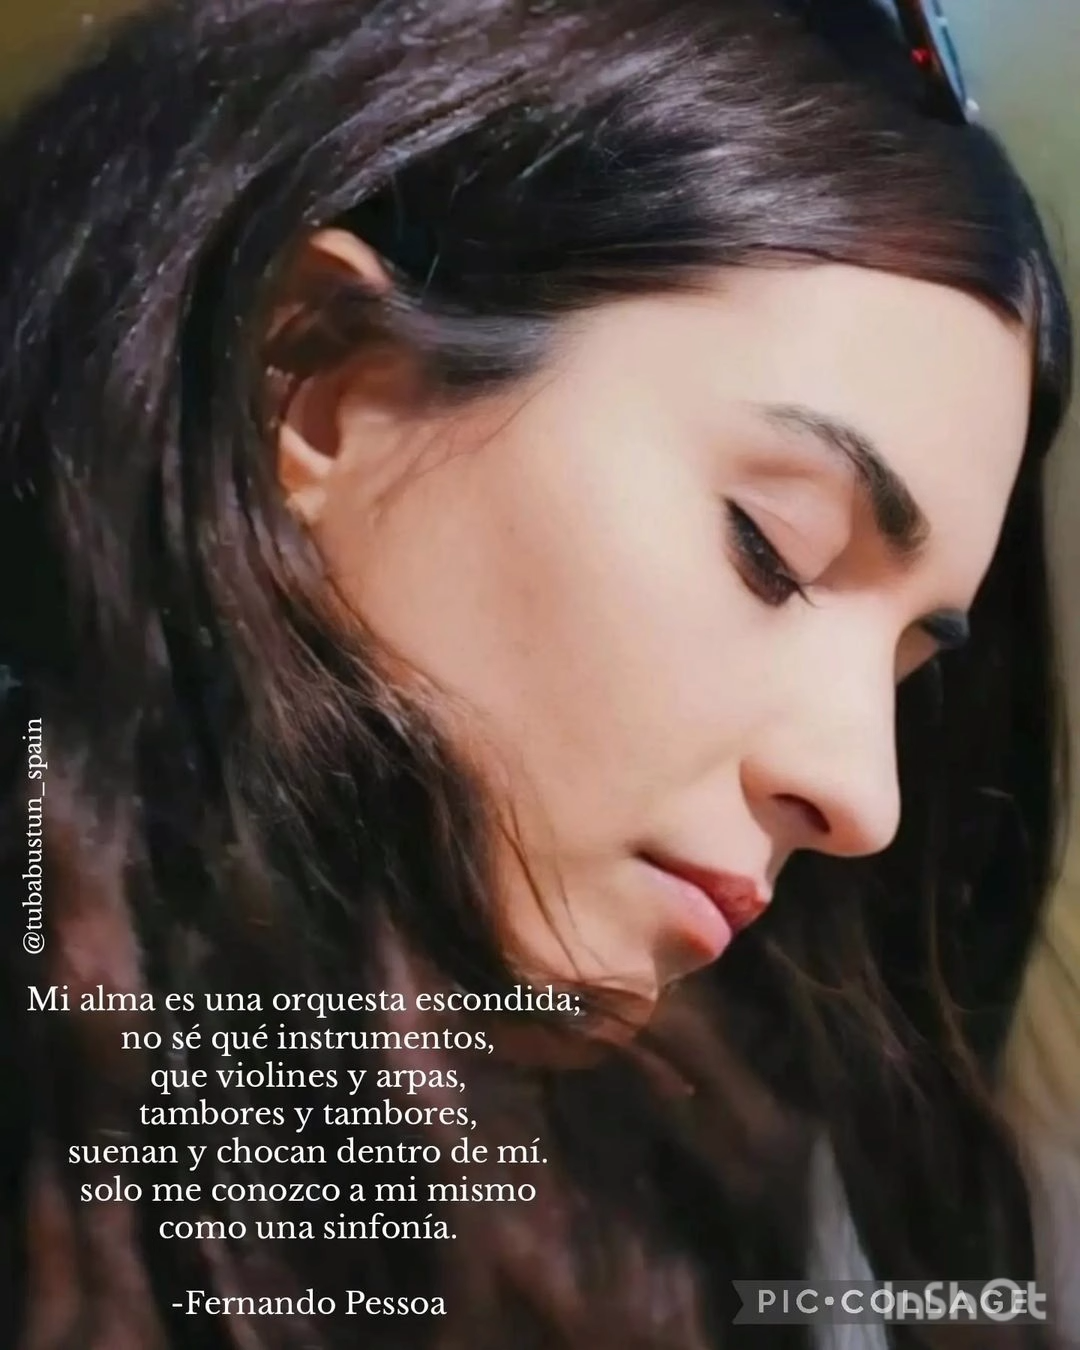 @tubabustun_spain
Mi alma es una orquesta escondida;
no sé qué instrumentos,
que violines y arpas,
tambores y tambores,
suenan y chocan dentro de mí.
solo me conozco a mi mismo
como una sinfonía.
-Fernando Pessoa
PIC•COLLAGE
InShOt